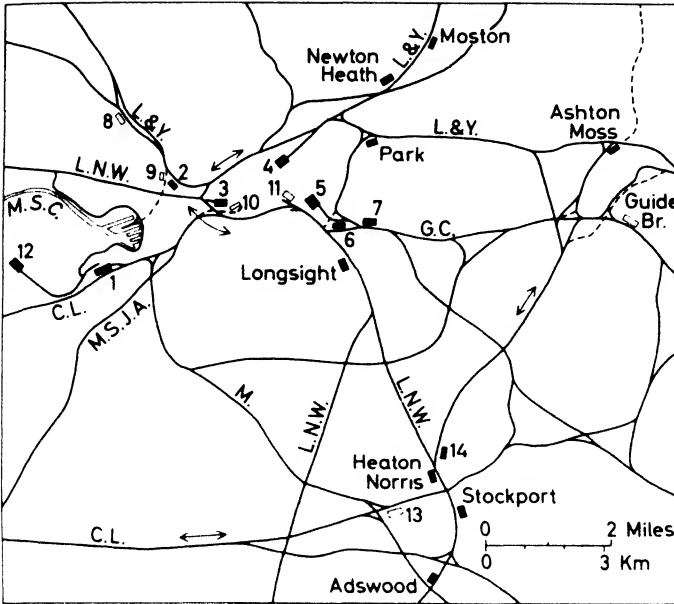 Newton
Heath
L.&Y.
Moston
8
L.&Y.
L.&Y.
Ashton
Moss
Park
L.N.W.
9
2
4
3
10
11
5
7
6
G.C.
Guide
Br.
M.S.C.
12
1
Longsight
C.L.
M.S.J.A.
M.
L.N.W.
L.N.W.
14
Heaton
Norris
Stockport
13
C.L.
0 2 Miles
0 3 Km
Adswood